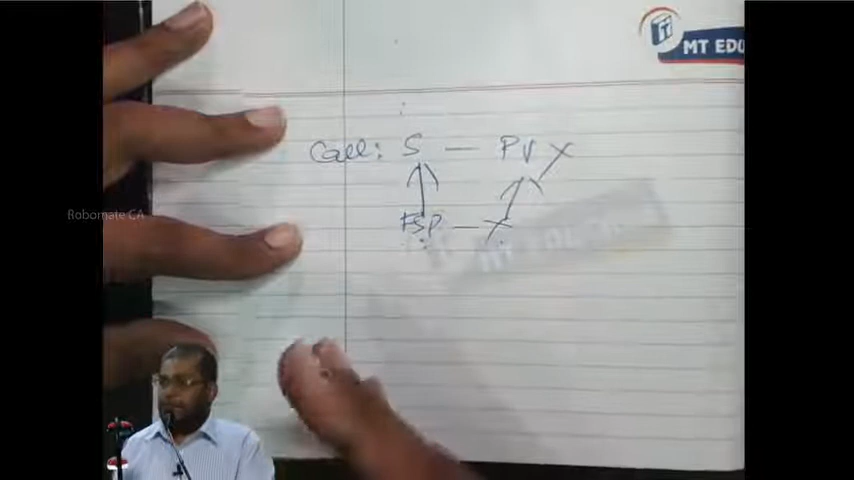 MT EDU
Call: S — PV X
FSP — X
Robomate CA